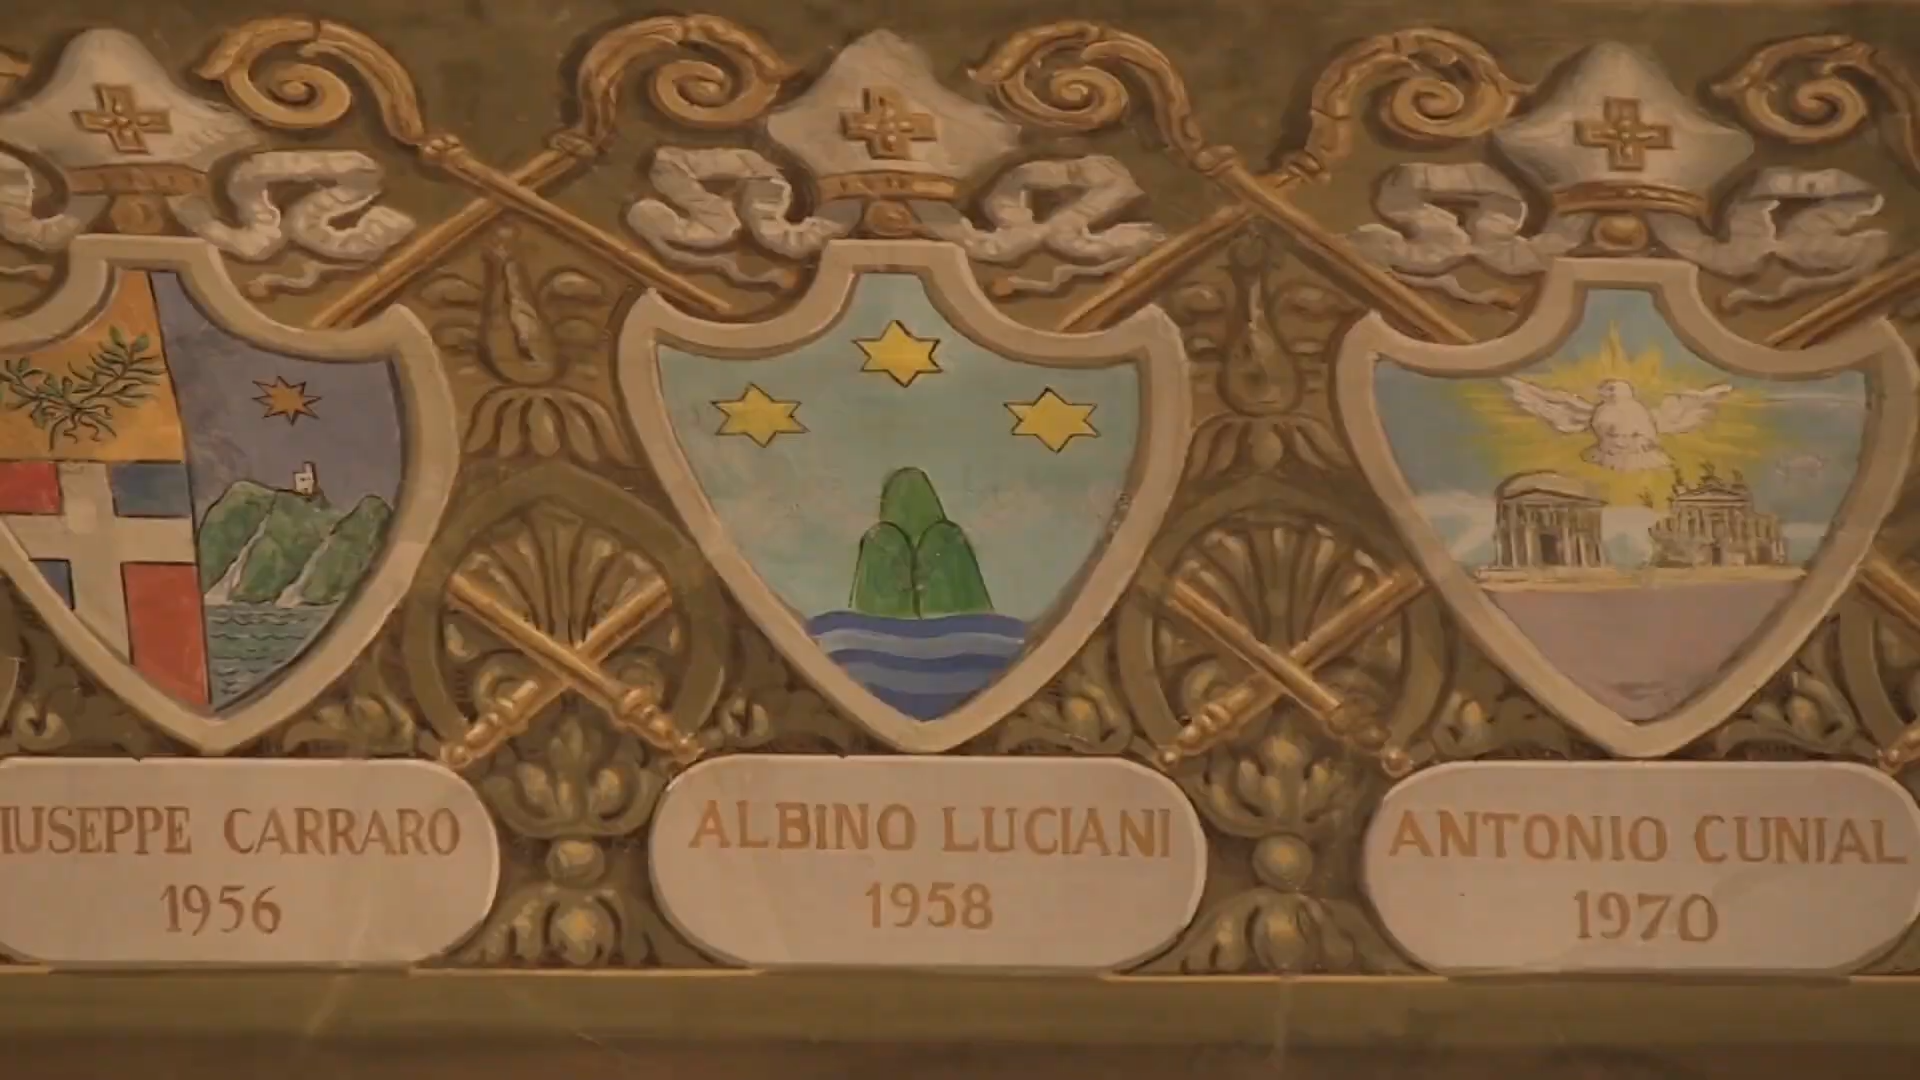 IUSEPPE CARRARO
1956
ALBINO LUCIANI
1958
ANTONIO CUNIAL
1970